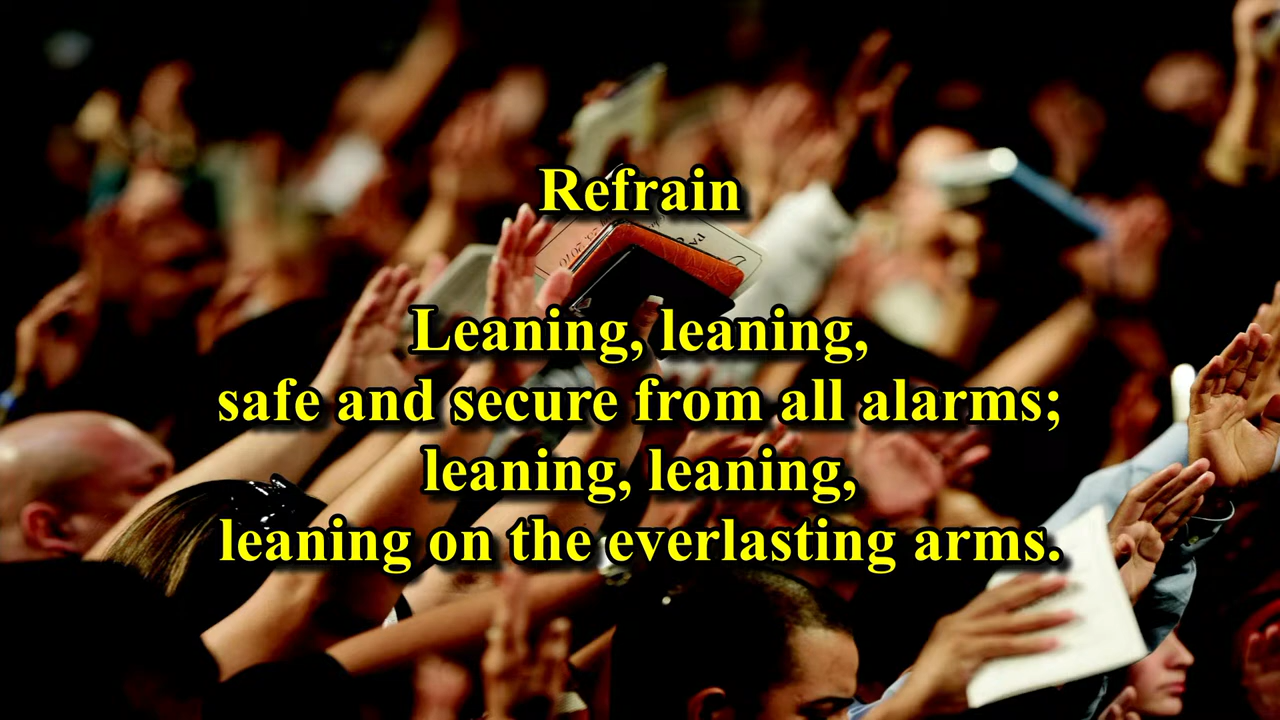 Refrain
Leaning, leaning,
safe and secure from all alarms;
leaning, leaning,
leaning on the everlasting arms.